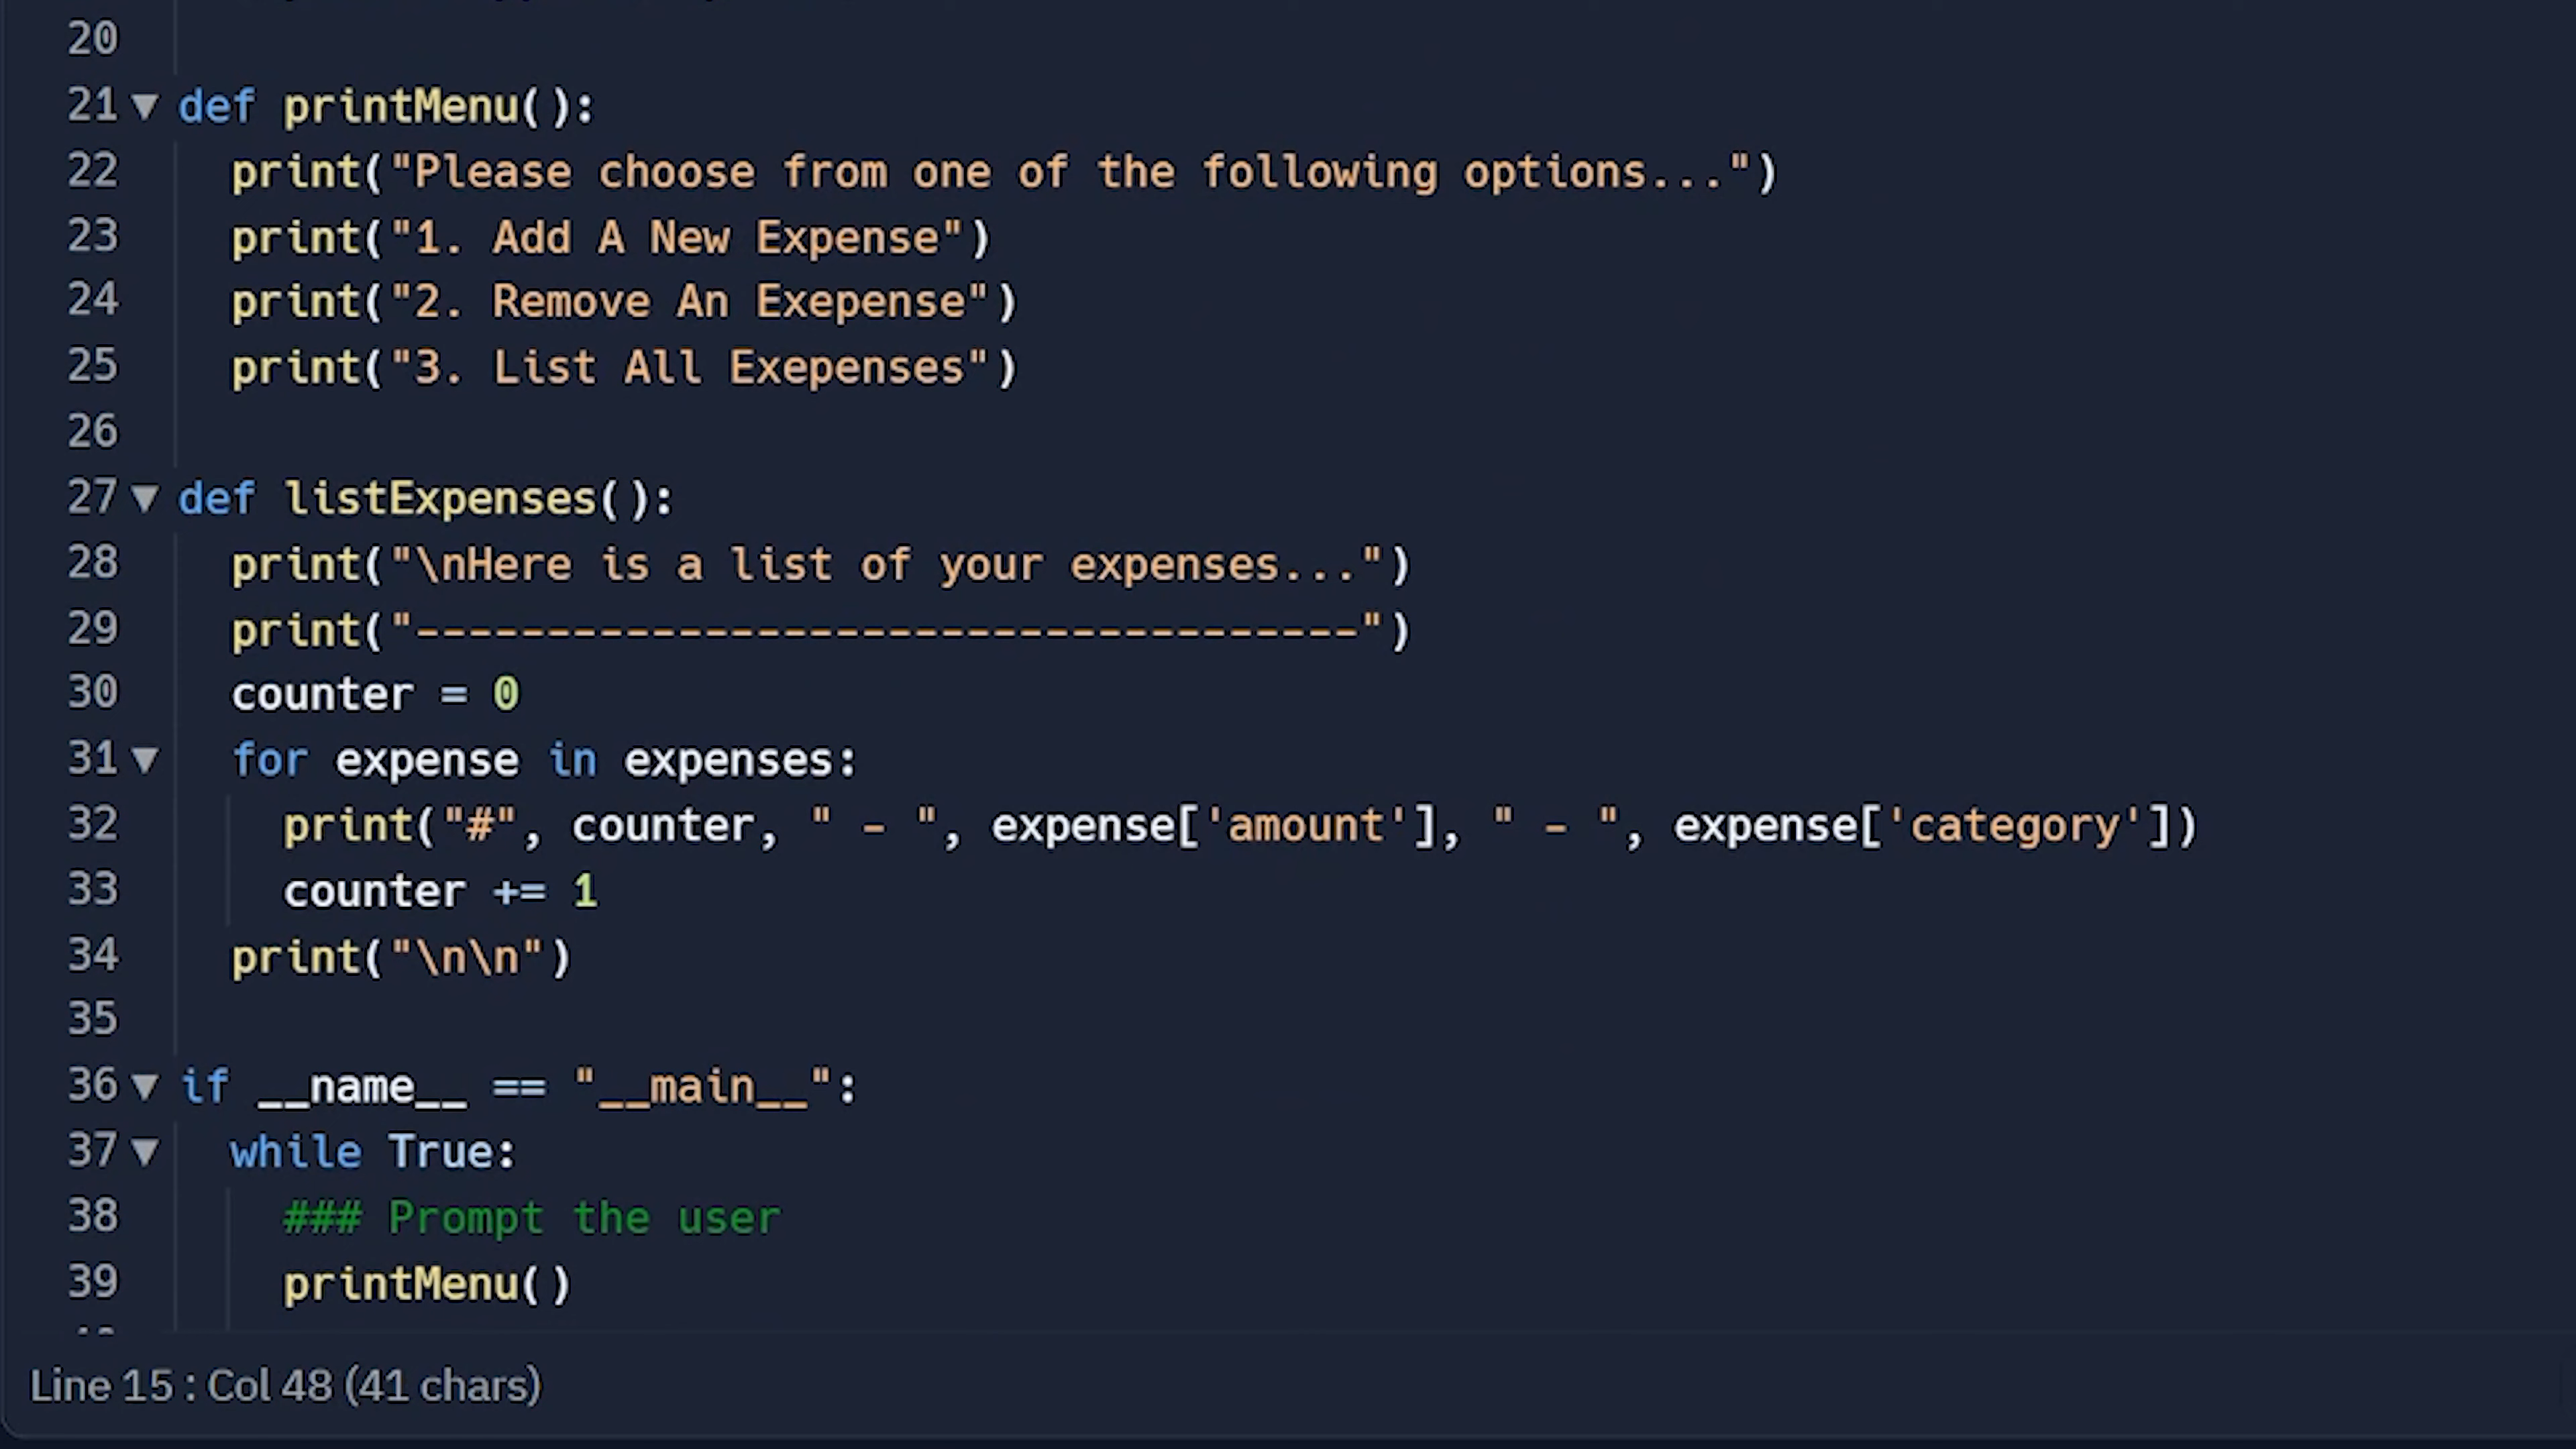 20
21 ▼ def printMenu():
22 print("Please choose from one of the following options...")
23 print("1. Add A New Expense")
24 print("2. Remove An Exepense")
25 print("3. List All Exepenses")
26
27 ▼ def listExpenses():
28 print("\nHere is a list of your expenses...")
29 print("------------------------------------")
30 counter = 0
31 ▼ for expense in expenses:
32 print("#", counter, " - ", expense['amount'], " - ", expense['category'])
33 counter += 1
34 print("\n\n")
35
36 ▼ if __name__ == "__main__":
37 ▼ while True:
38 ### Prompt the user
39 printMenu()
Line 15 : Col 48 (41 chars)